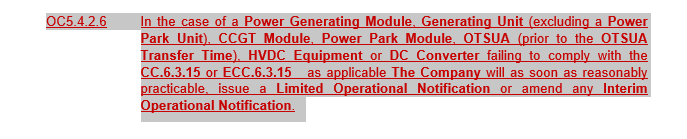 OC5.4.2.6 In the case of a Power Generating Module, Generating Unit (excluding a Power
Park Unit), CCGT Module, Power Park Module, OTSUA (prior to the OTSUA
Transfer Time), HVDC Equipment or DC Converter failing to comply with the
CC.6.3.15 or ECC.6.3.15 as applicable The Company will as soon as reasonably
practicable, issue a Limited Operational Notification or amend any Interim
Operational Notification.